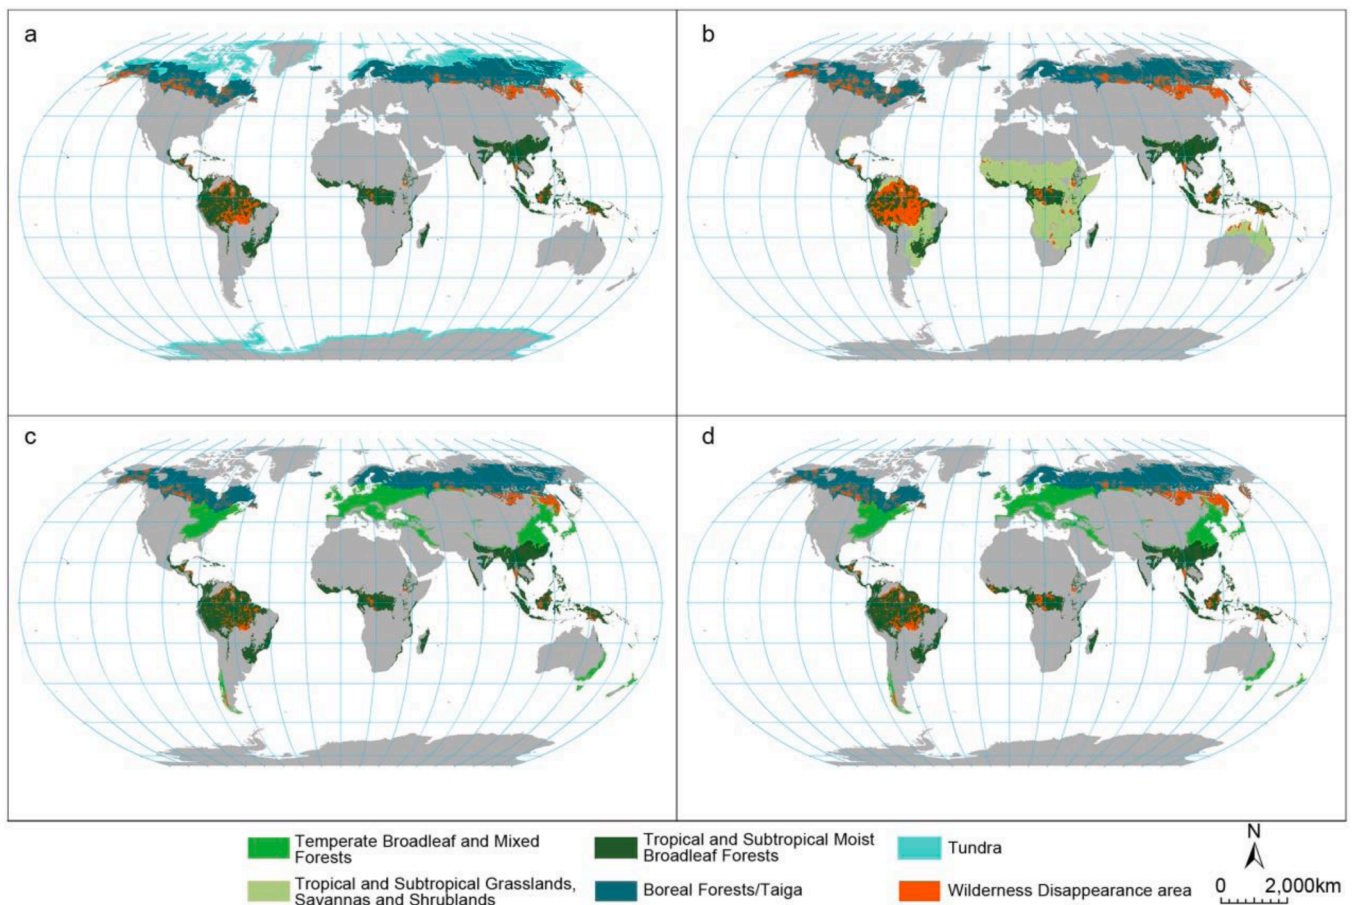 a
b
c
d
Temperate Broadleaf and Mixed
Forests
Tropical and Subtropical Grasslands,
Savannas and Shrublands
Tropical and Subtropical Moist
Broadleaf Forests
Boreal Forests/Taiga
Tundra
Wilderness Disappearance area
N
0 2,000km